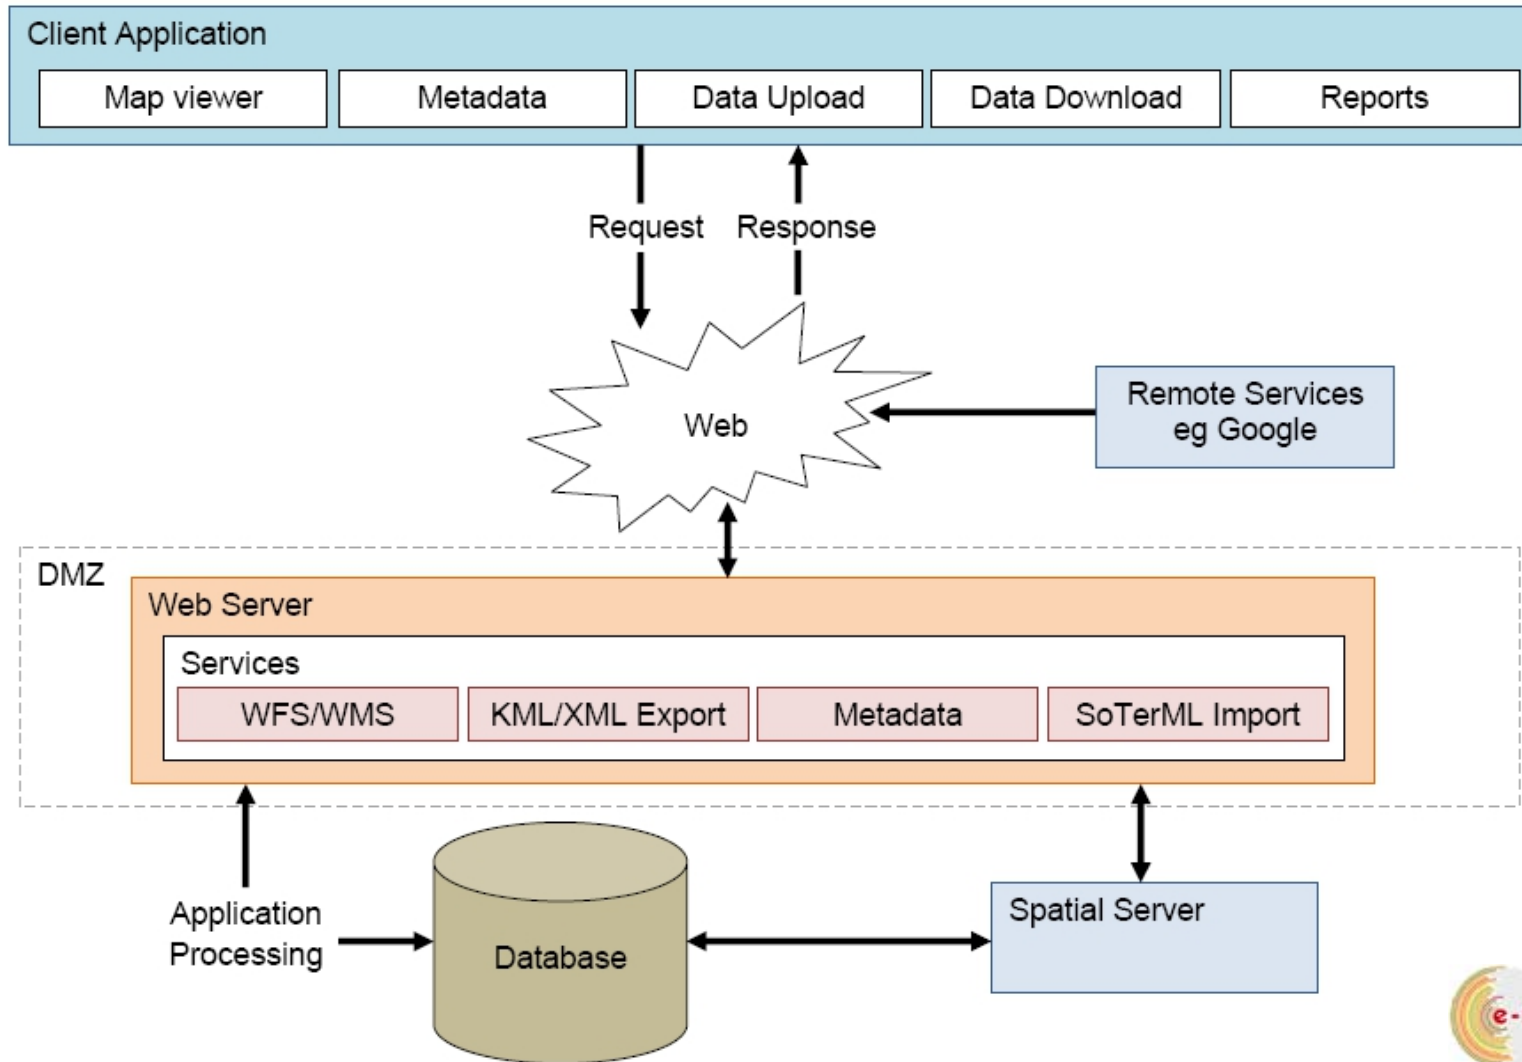 Client Application
Map viewer
Metadata
Data Upload
Data Download
Reports
Request
Response
Web
Remote Services
eg Google
DMZ
Web Server
Services
WFS/WMS
KML/XML Export
Metadata
SoTerML Import
Application
Processing
Database
Spatial Server
e-